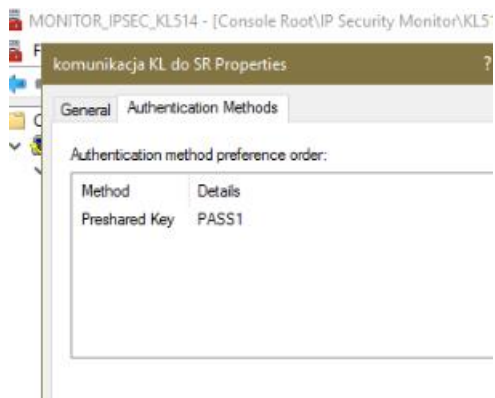 MONITOR_IPSEC_KL514 - [Console Root\IP Security Monitor\KL51
F
komunikacja KL do SR Properties
?
General
Authentication Methods
C
Authentication method preference order:
Method Details
Preshared Key PASS1